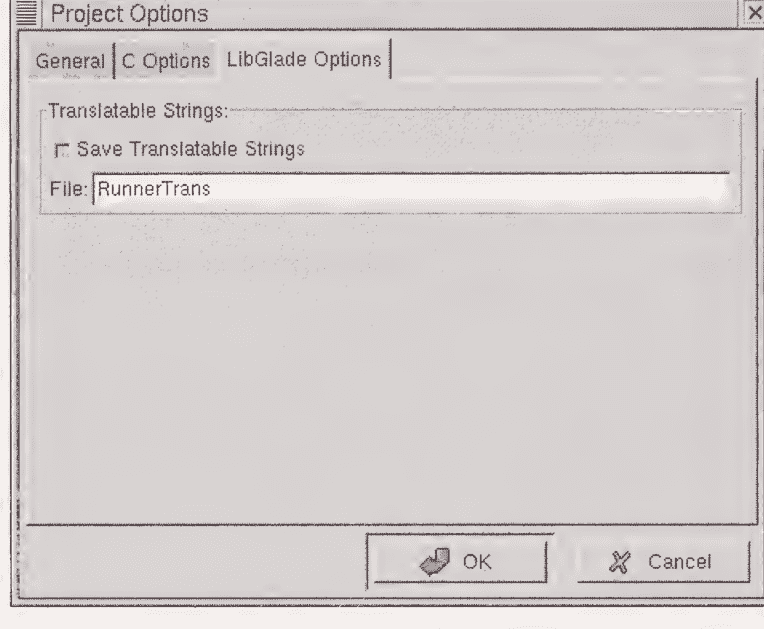 Project Options
General C Options LibGlade Options
Translatable Strings:
Save Translatable Strings
File: RunnerTrans
OK Cancel